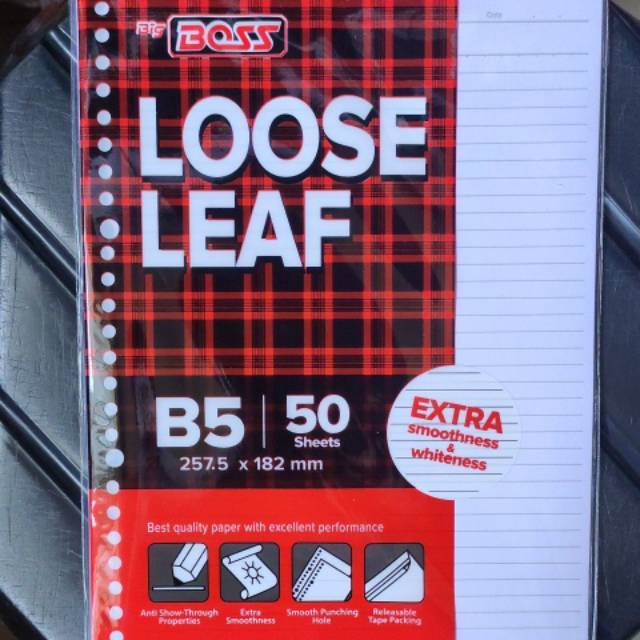 Big BOSS
Date
LOOSE
LEAF
B5 | 50
Sheets
257.5 x 182 mm
EXTRA
smoothness
&
whiteness
Best quality paper with excellent performance
Anti Show-Through
Properties
Extra
Smoothness
Smooth Punching
Hole
Releasable
Tape Packing